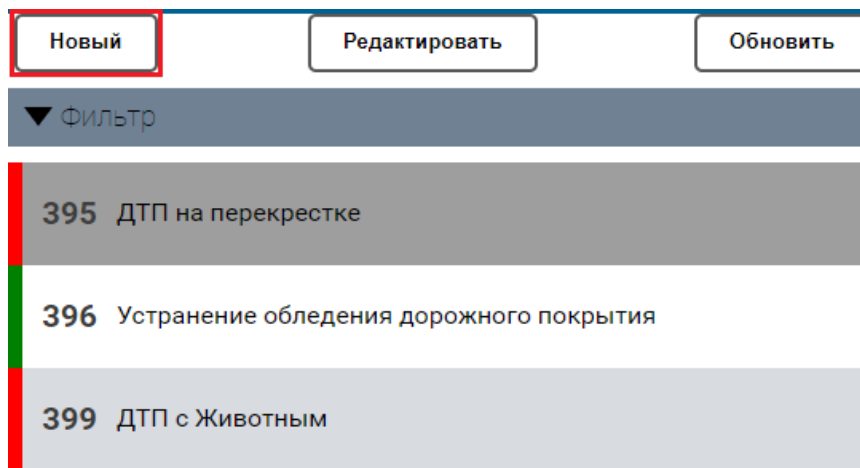 Новый Редактировать Обновить
Фильтр
395 ДТП на перекрестке
396 Устранение обледения дорожного покрытия
399 ДТП с Животным